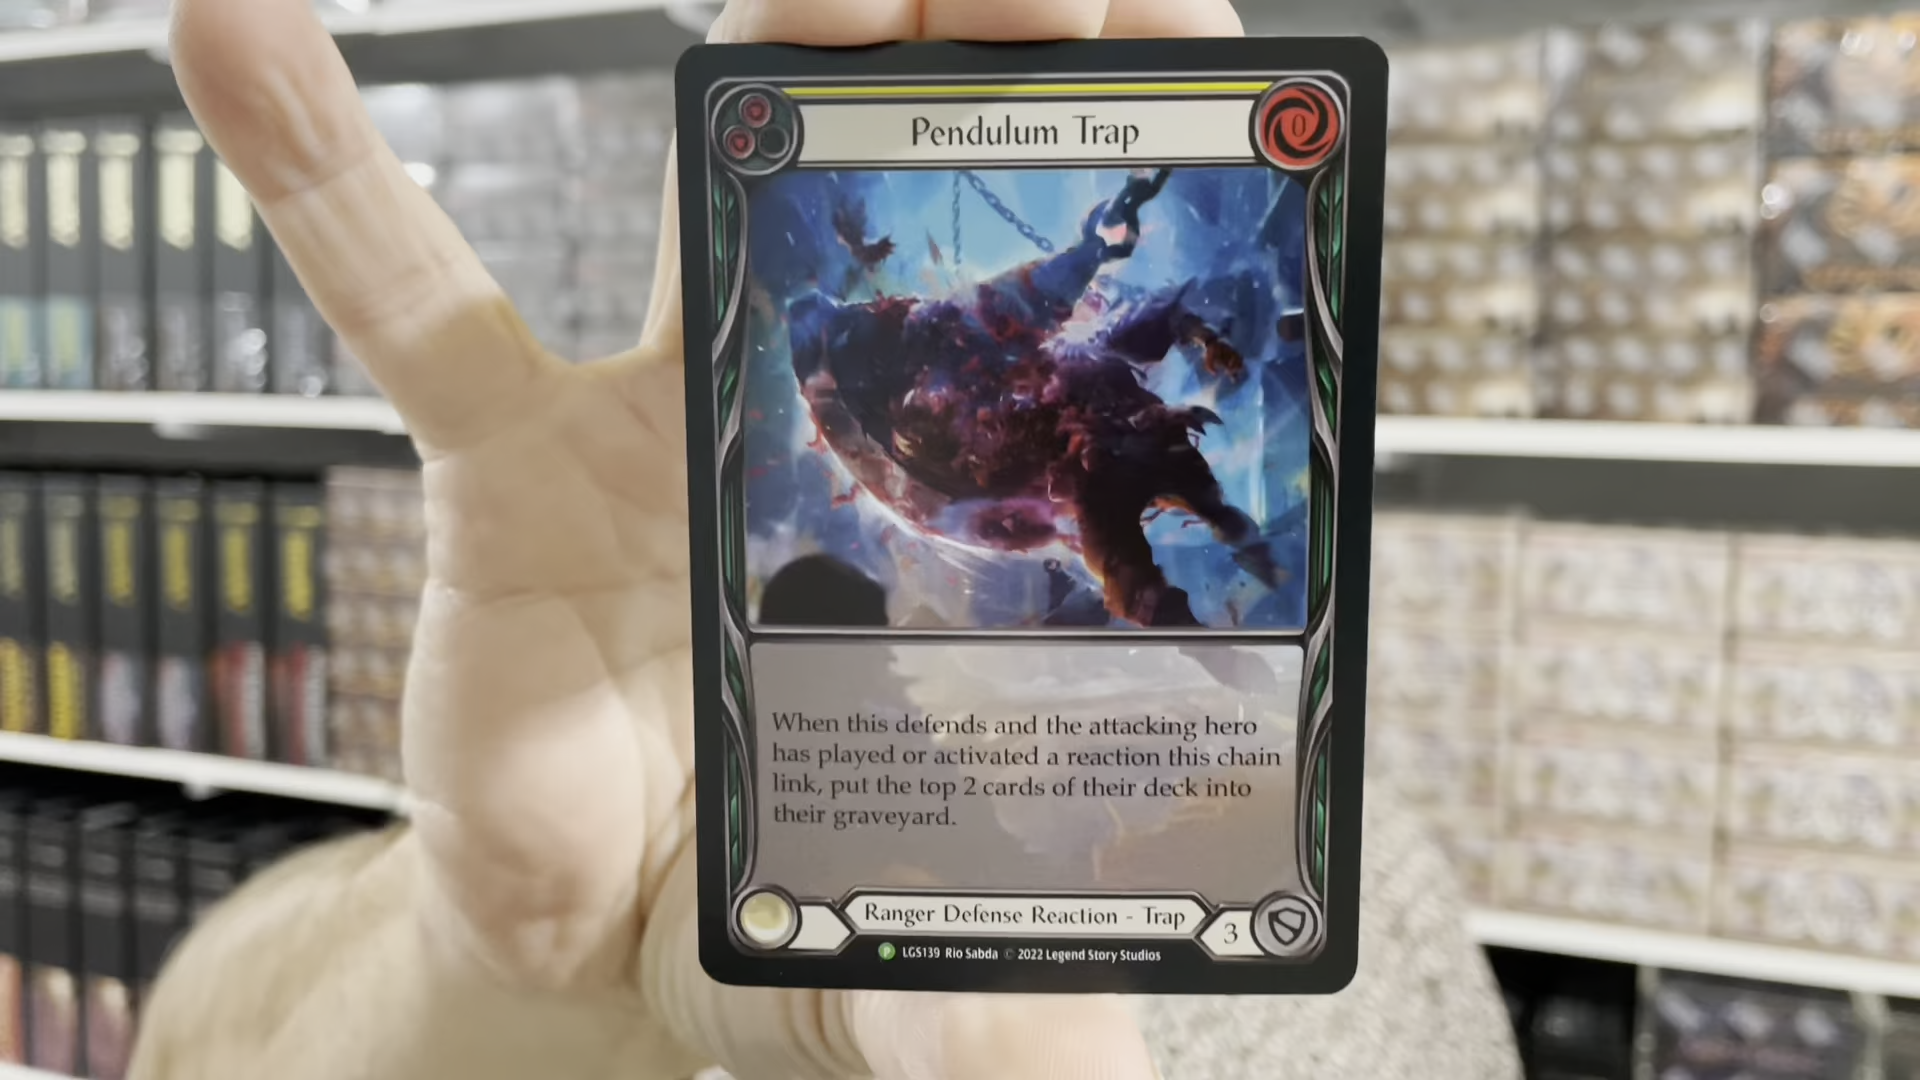 Pendulum Trap
0
When this defends and the attacking hero
has played or activated a reaction this chain
link, put the top 2 cards of their deck into
their graveyard.
Ranger Defense Reaction - Trap
3
P LGS139 Rio Sabda © 2022 Legend Story Studios